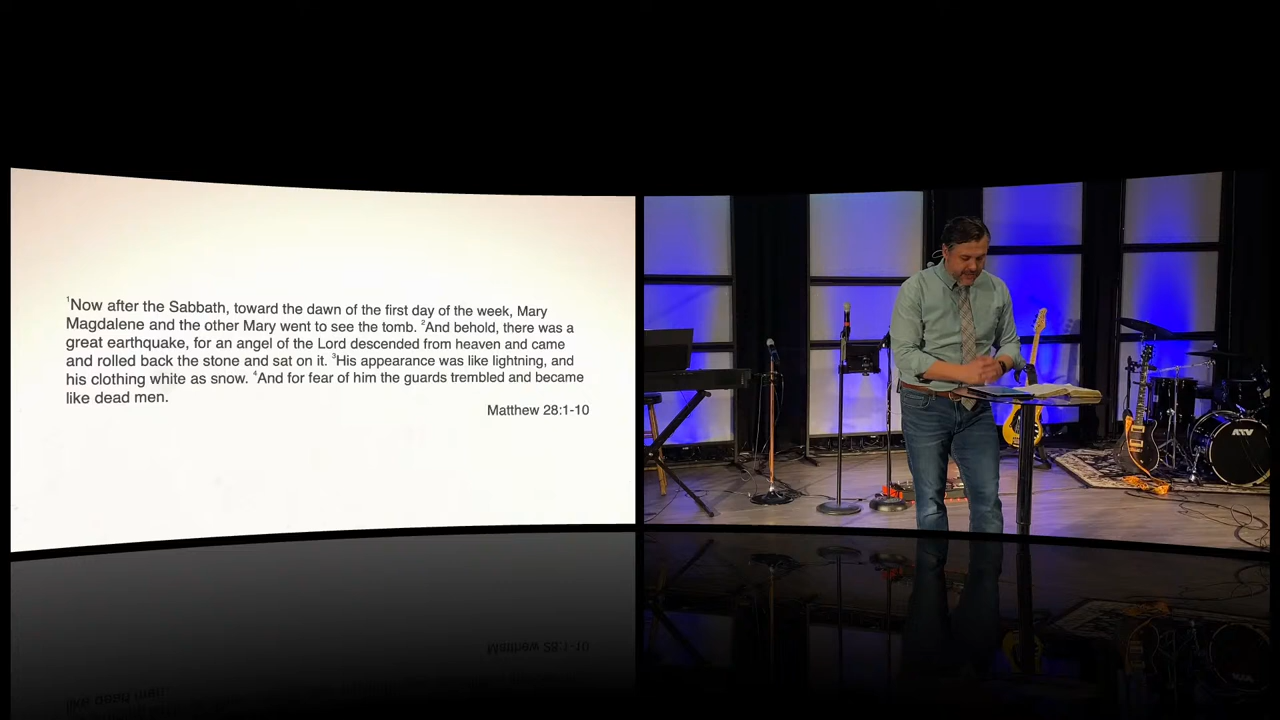 ¹Now after the Sabbath, toward the dawn of the first day of the week, Mary
Magdalene and the other Mary went to see the tomb. ²And behold, there was a
great earthquake, for an angel of the Lord descended from heaven and came
and rolled back the stone and sat on it. ³His appearance was like lightning, and
his clothing white as snow. ⁴And for fear of him the guards trembled and became
like dead men.
Matthew 28:1-10
ATV